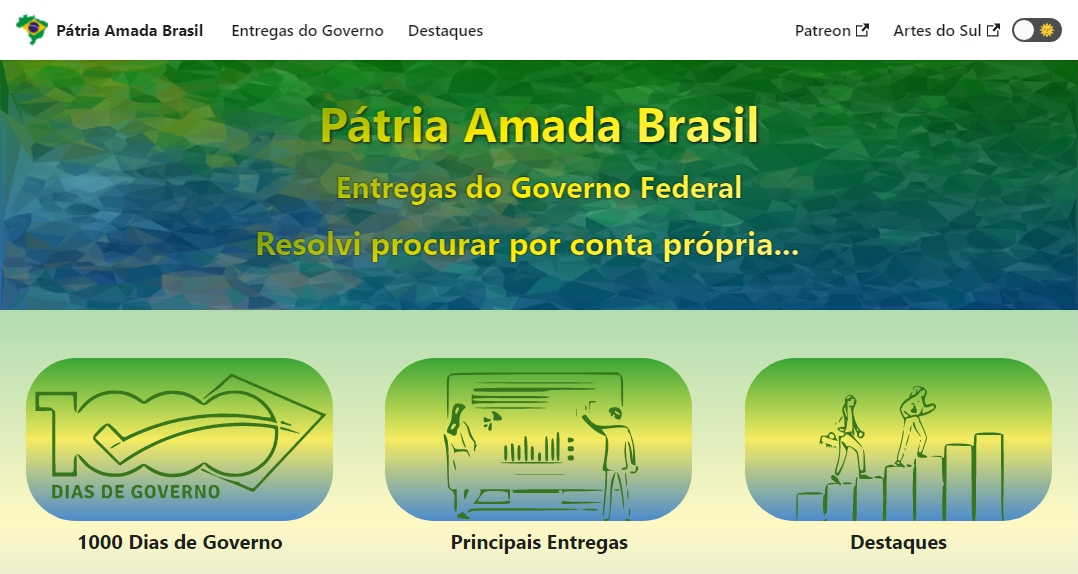 Pátria Amada Brasil
Entregas do Governo
Destaques
Patreon
Artes do Sul
Pátria Amada Brasil
Entregas do Governo Federal
Resolvi procurar por conta própria...
1000
DIAS DE GOVERNO
1000 Dias de Governo
Principais Entregas
Destaques